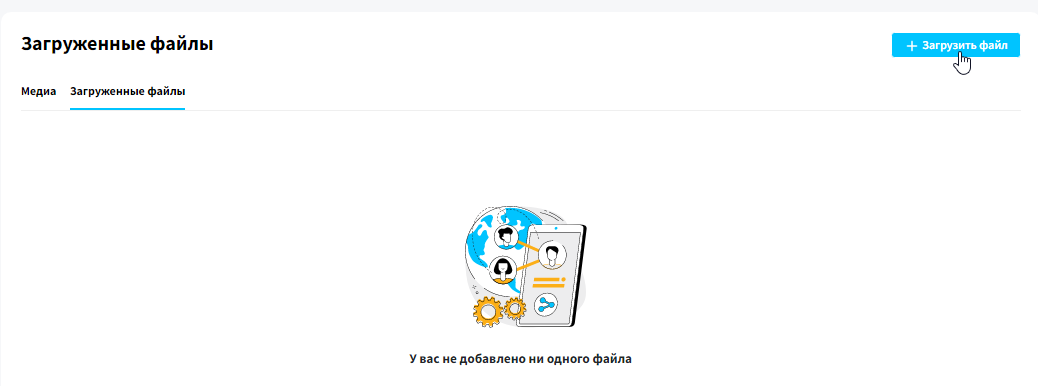 Загруженные файлы
+ Загрузить файл
Медиа Загруженные файлы
У вас не добавлено ни одного файла